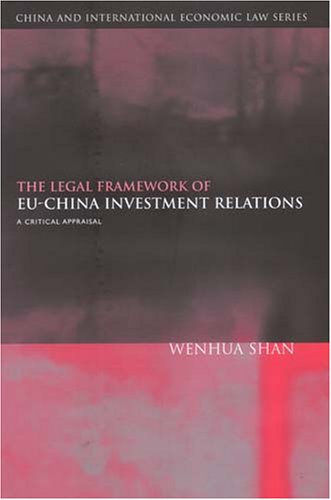 CHINA AND INTERNATIONAL ECONOMIC LAW SERIES
THE LEGAL FRAMEWORK OF
EU-CHINA INVESTMENT RELATIONS
A CRITICAL APPRAISAL
WENHUA SHAN